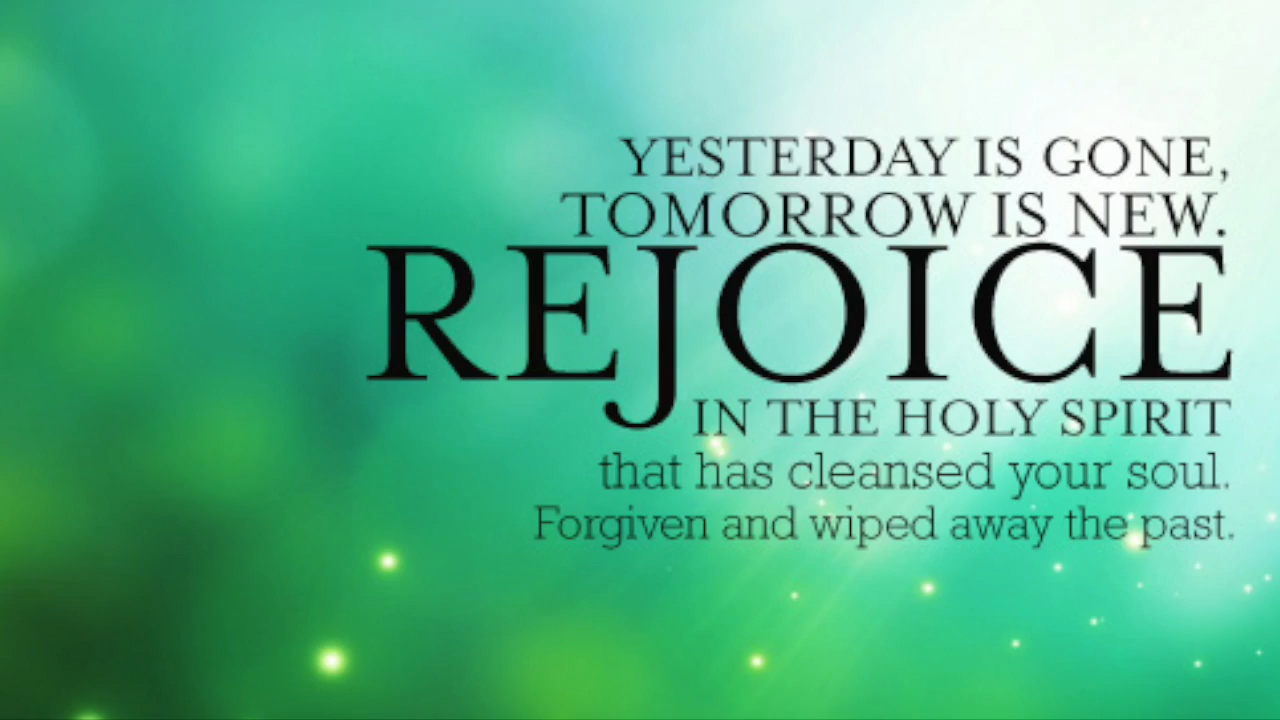 YESTERDAY IS GONE,
TOMORROW IS NEW.
REJOICE
IN THE HOLY SPIRIT
that has cleansed your soul.
Forgiven and wiped away the past.